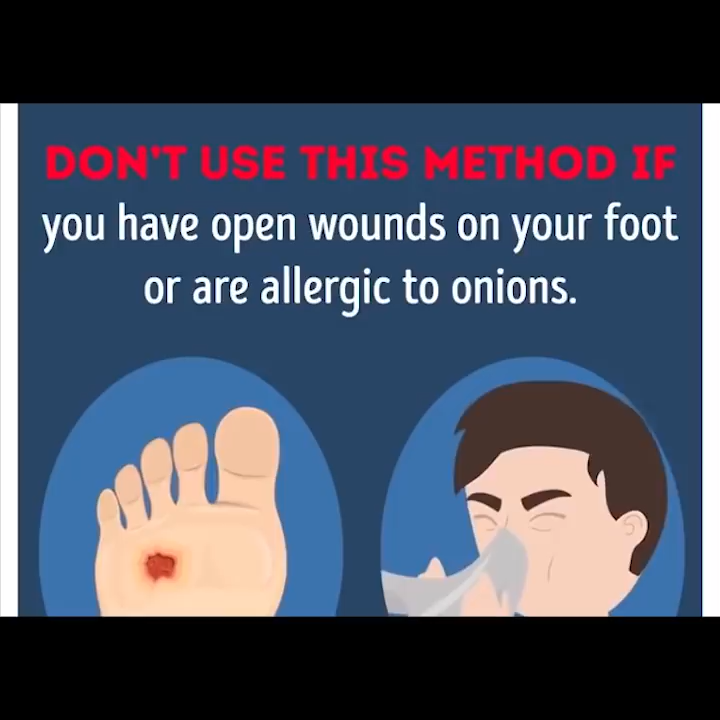 DON'T USE THIS METHOD IF
you have open wounds on your foot
or are allergic to onions.